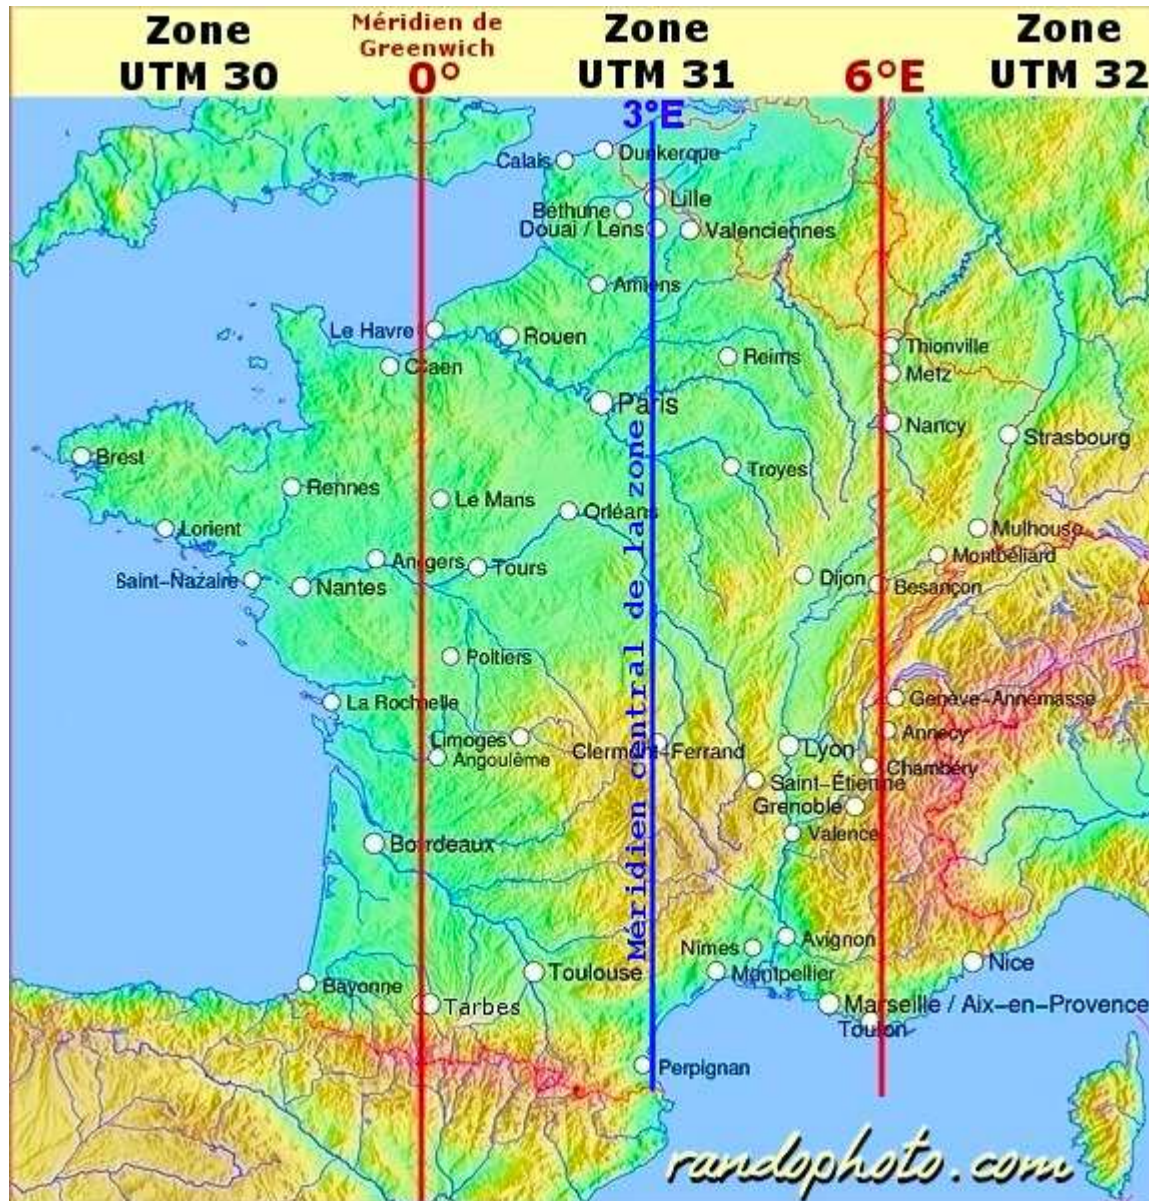 Zone
UTM 30
Méridien de
Greenwich
0°
Zone
UTM 31
6°E
Zone
UTM 32
3°E
Calais
Dunkerque
Lille
Béthune
Douai / Lens
Valenciennes
Amiens
Le Havre
Rouen
Caen
Reims
Thionville
Metz
Paris
Nancy
Strasbourg
Brest
Troyes
Rennes
Le Mans
Orléans
Lorient
Mulhouse
Angers
Montbéliard
Saint-Nazaire
Nantes
Tours
Dijon
Besançon
Poitiers
La Rochelle
Genève-Annemasse
Annecy
Limoges
Angoulême
Clermont-Ferrand
Lyon
Chambéry
Saint-Étienne
Grenoble
Valence
Bordeaux
Méridien central de la zone
Avignon
Nîmes
Montpellier
Nice
Toulouse
Bayonne
Tarbes
Marseille / Aix-en-Provence
Toulon
Perpignan
randophoto.com